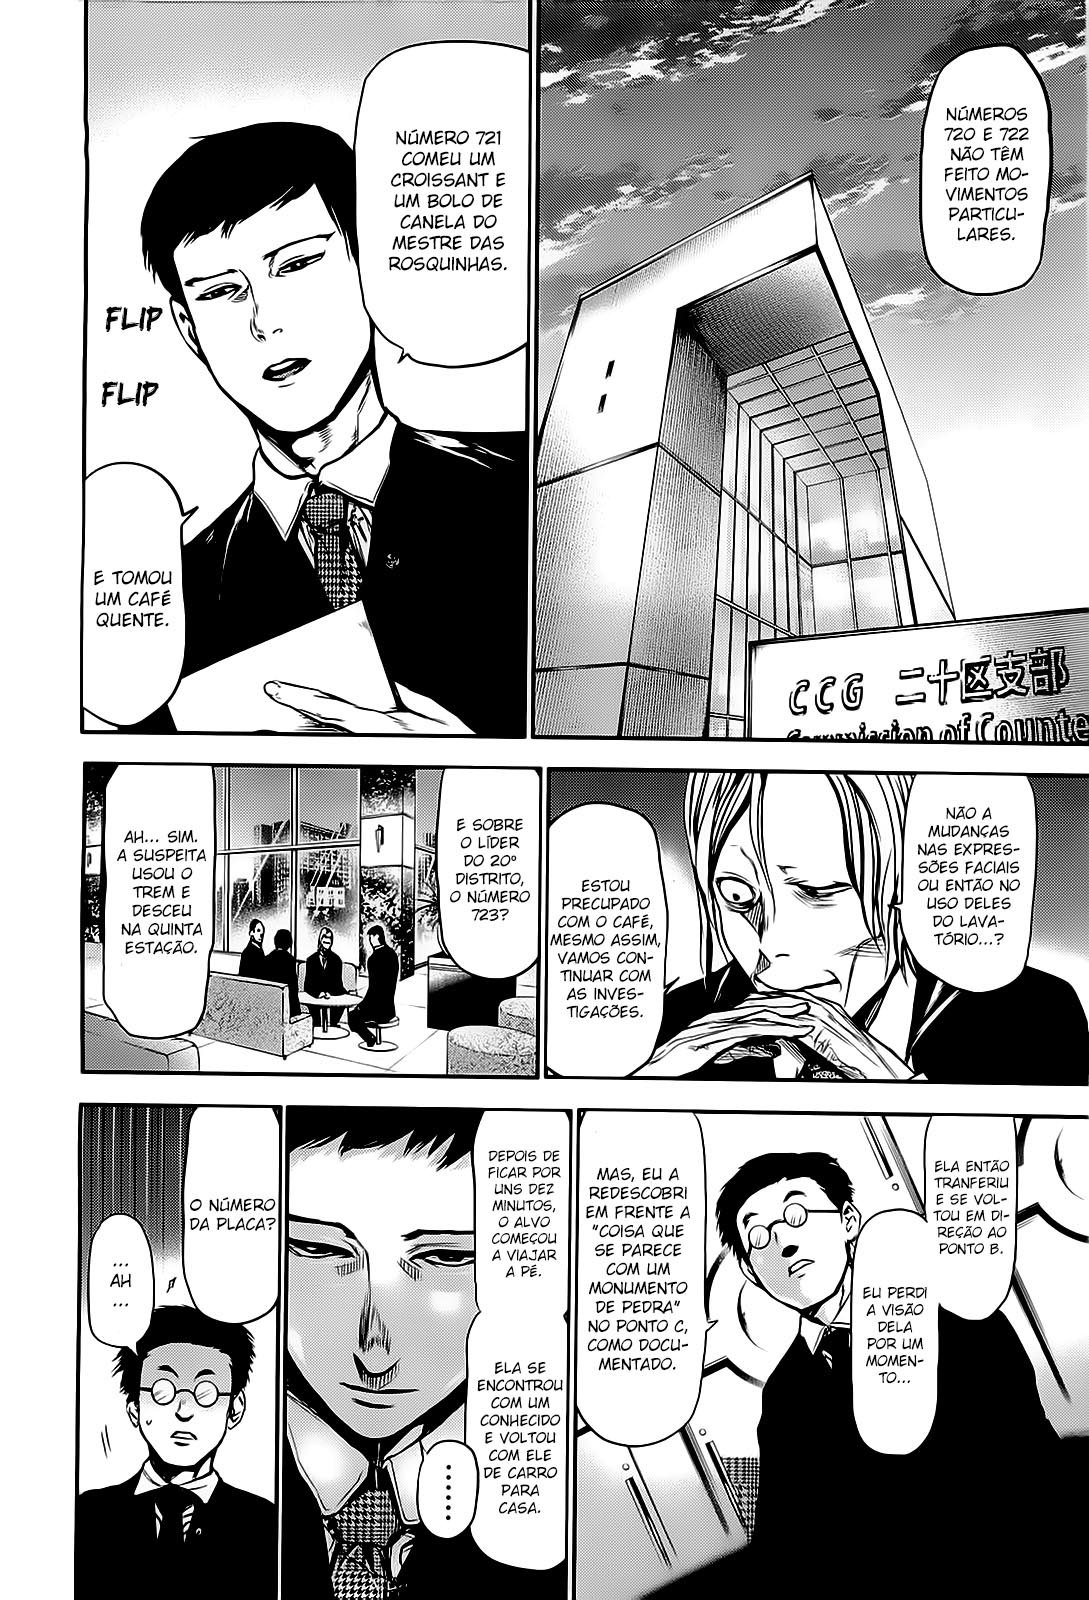 NÚMEROS
720 E 722
NÃO TÊM
FEITO MO-
VIMENTOS
PARTICU-
LARES.
CCG 二十区支部
Commission of Counte
NÚMERO 721
COMEU UM
CROISSANT E
UM BOLO DE
CANELA DO
MESTRE DAS
ROSQUINHAS.
FLIP
FLIP
E TOMOU
UM CAFÉ
QUENTE.
NÃO A
MUDANÇAS
NAS EXPRES-
SÕES FACIAIS
OU ENTÃO NO
USO DELES
DO LAVA-
TÓRIO...?
ESTOU
PRECUPADO
COM O CAFÉ,
MESMO ASSIM,
VAMOS CON-
TINUAR COM
AS INVES-
TIGAÇÕES.
E SOBRE
O LÍDER
DO 20º
DISTRITO,
O NÚMERO
723?
AH... SIM.
A SUSPEITA
USOU O
TREM E
DESCEU
NA QUINTA
ESTAÇÃO.
ELA ENTÃO
TRANFERIU
E SE VOL-
TOU EM DI-
REÇÃO AO
PONTO B.
EU PERDI
A VISÃO
DELA
POR UM
MOMEN-
TO...
MAS, EU A
REDESCOBRI
EM FRENTE A
"COISA QUE
SE PARECE
COM UM
MONUMENTO
DE PEDRA"
NO PONTO C,
COMO DOCU-
MENTADO.
DEPOIS DE
FICAR POR
UNS DEZ
MINUTOS,
O ALVO
COMEÇOU
A VIAJAR
A PÉ.
ELA SE
ENCONTROU
COM UM
CONHECIDO
E VOLTOU
COM ELE
DE CARRO
PARA
CASA.
......
O NÚMERO
DA PLACA?
...
AH
...